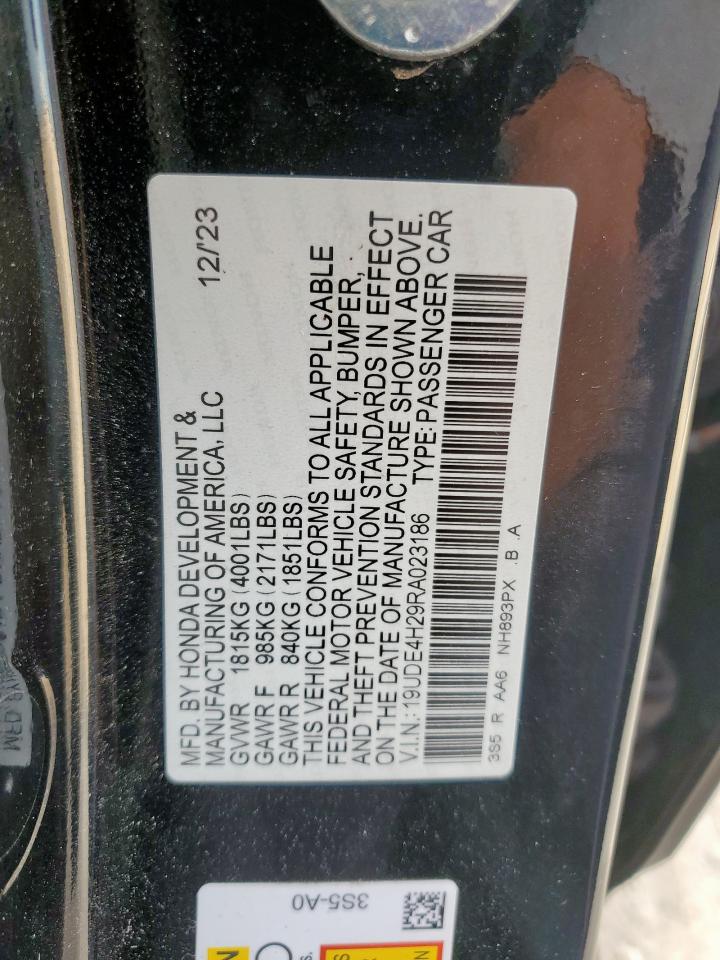 12/'23
MFD. BY HONDA DEVELOPMENT &
MANUFACTURING OF AMERICA, LLC
GVWR 1815KG (4001LBS)
GAWR F 985KG (2171LBS)
GAWR R 840KG (1851LBS)
THIS VEHICLE CONFORMS TO ALL APPLICABLE
FEDERAL MOTOR VEHICLE SAFETY, BUMPER,
AND THEFT PREVENTION STANDARDS IN EFFECT
ON THE DATE OF MANUFACTURE SHOWN ABOVE.
V.I.N.: 19UDE4H29RA023186 TYPE: PASSENGER CAR
3S5 R AA6 NH893PX .B .A
3S5-A0